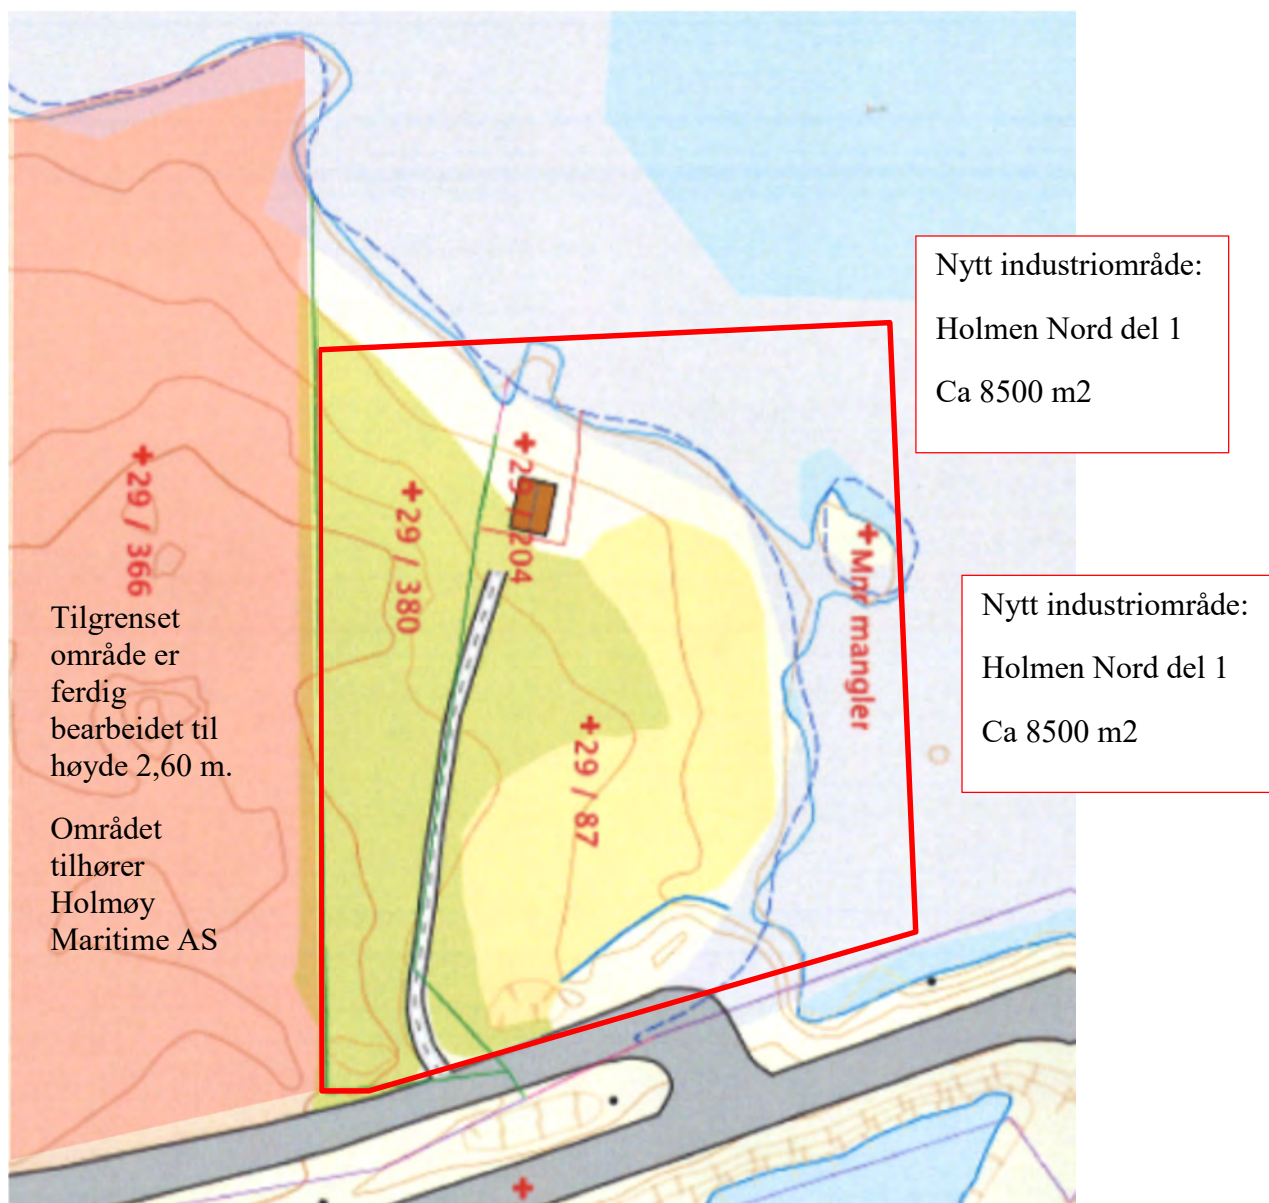 Nytt industriområde:
Holmen Nord del 1
Ca 8500 m2
+29 / 366
+29 / 380
+29 / 204
+Mnr mangler
+29 / 87
Nytt industriområde:
Holmen Nord del 1
Ca 8500 m2
Tilgrenset
område er
ferdig
bearbeidet til
høyde 2,60 m.
Området
tilhører
Holmøy
Maritime AS